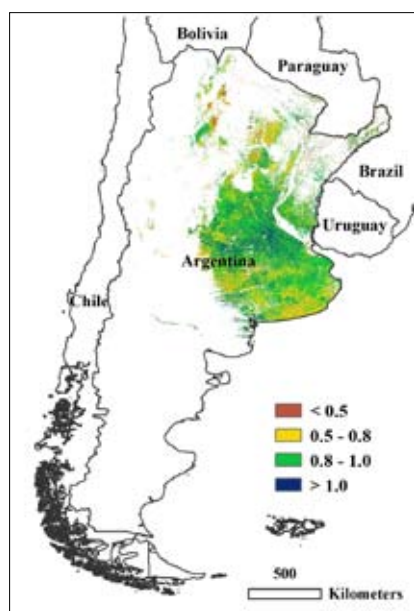 Bolivia
Paraguay
Brazil
Uruguay
Argentina
Chile
< 0.5
0.5 - 0.8
0.8 - 1.0
> 1.0
500
Kilometers